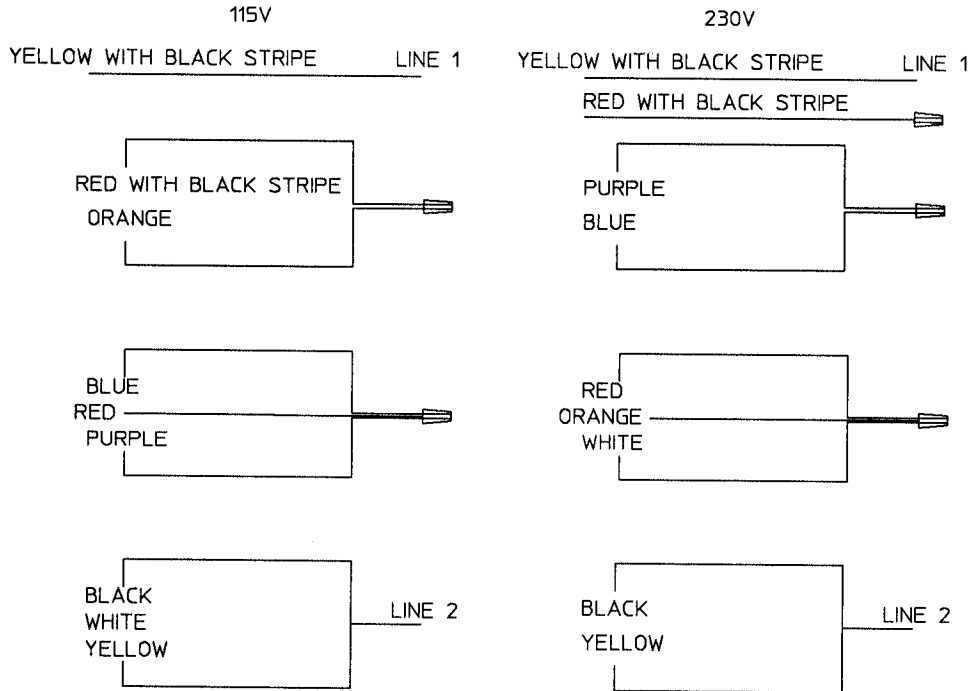 115V
YELLOW WITH BLACK STRIPE LINE 1
RED WITH BLACK STRIPE
ORANGE
BLUE
RED
PURPLE
BLACK
WHITE
YELLOW
LINE 2
230V
YELLOW WITH BLACK STRIPE LINE 1
RED WITH BLACK STRIPE
PURPLE
BLUE
RED
ORANGE
WHITE
BLACK
YELLOW
LINE 2